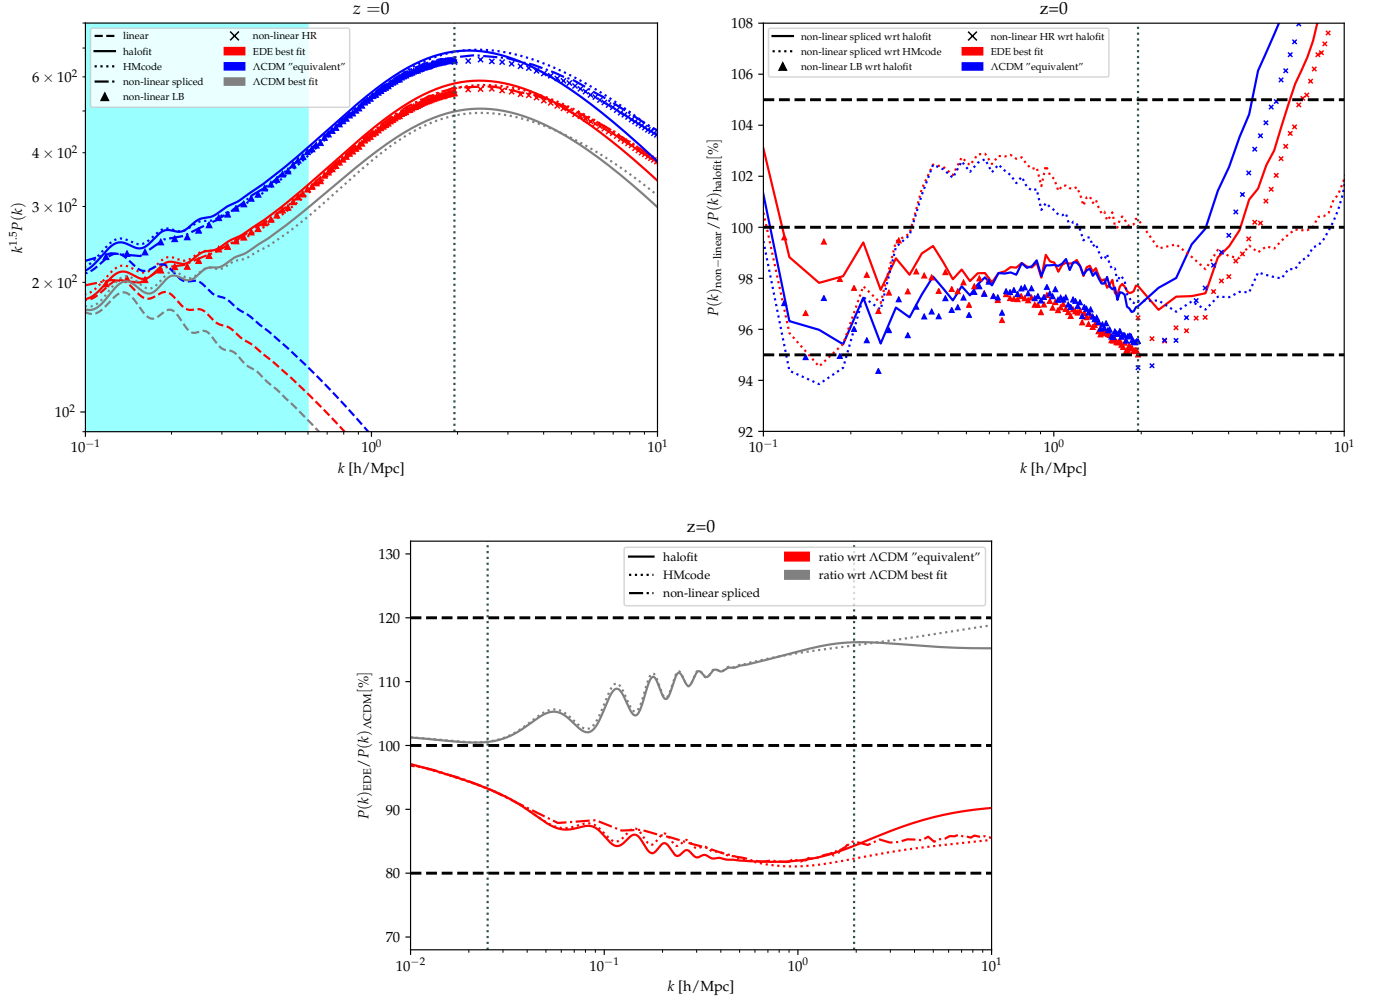 z =0
linear
halofit
HMcode
non-linear spliced
non-linear LB
non-linear HR
EDE best fit
ΛCDM "equivalent"
ΛCDM best fit
6 × 10²
4 × 10²
3 × 10²
2 × 10²
10²
k^1.5 P(k)
10⁻¹
10⁰
10¹
k [h/Mpc]
z=0
non-linear spliced wrt halofit
non-linear spliced wrt HMcode
non-linear LB wrt halofit
non-linear HR wrt halofit
EDE best fit
ΛCDM "equivalent"
108
106
104
102
100
98
96
94
92
P(k)non−linear/P(k)halofit[%]
10⁻¹
10⁰
10¹
k [h/Mpc]
z=0
halofit
HMcode
non-linear spliced
ratio wrt ΛCDM "equivalent"
ratio wrt ΛCDM best fit
130
120
110
100
90
80
70
P(k)EDE/P(k)ΛCDM[%]
10⁻²
10⁻¹
10⁰
10¹
k [h/Mpc]